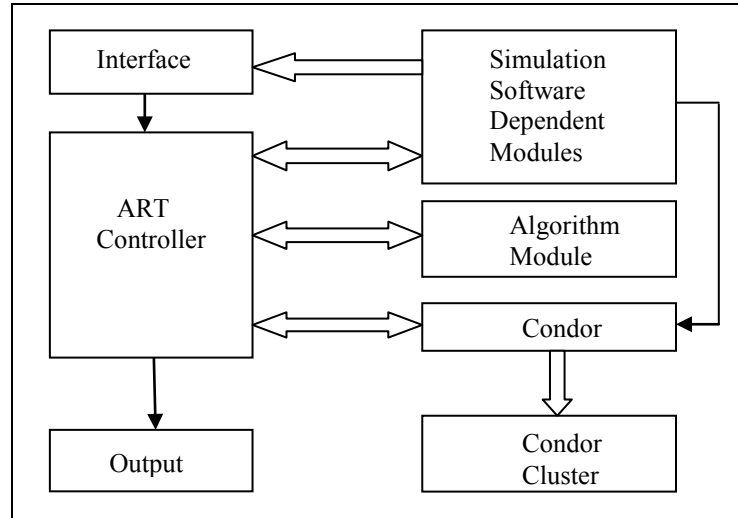 Interface
Simulation
Software
Dependent
Modules
ART
Controller
Algorithm
Module
Condor
Output
Condor
Cluster